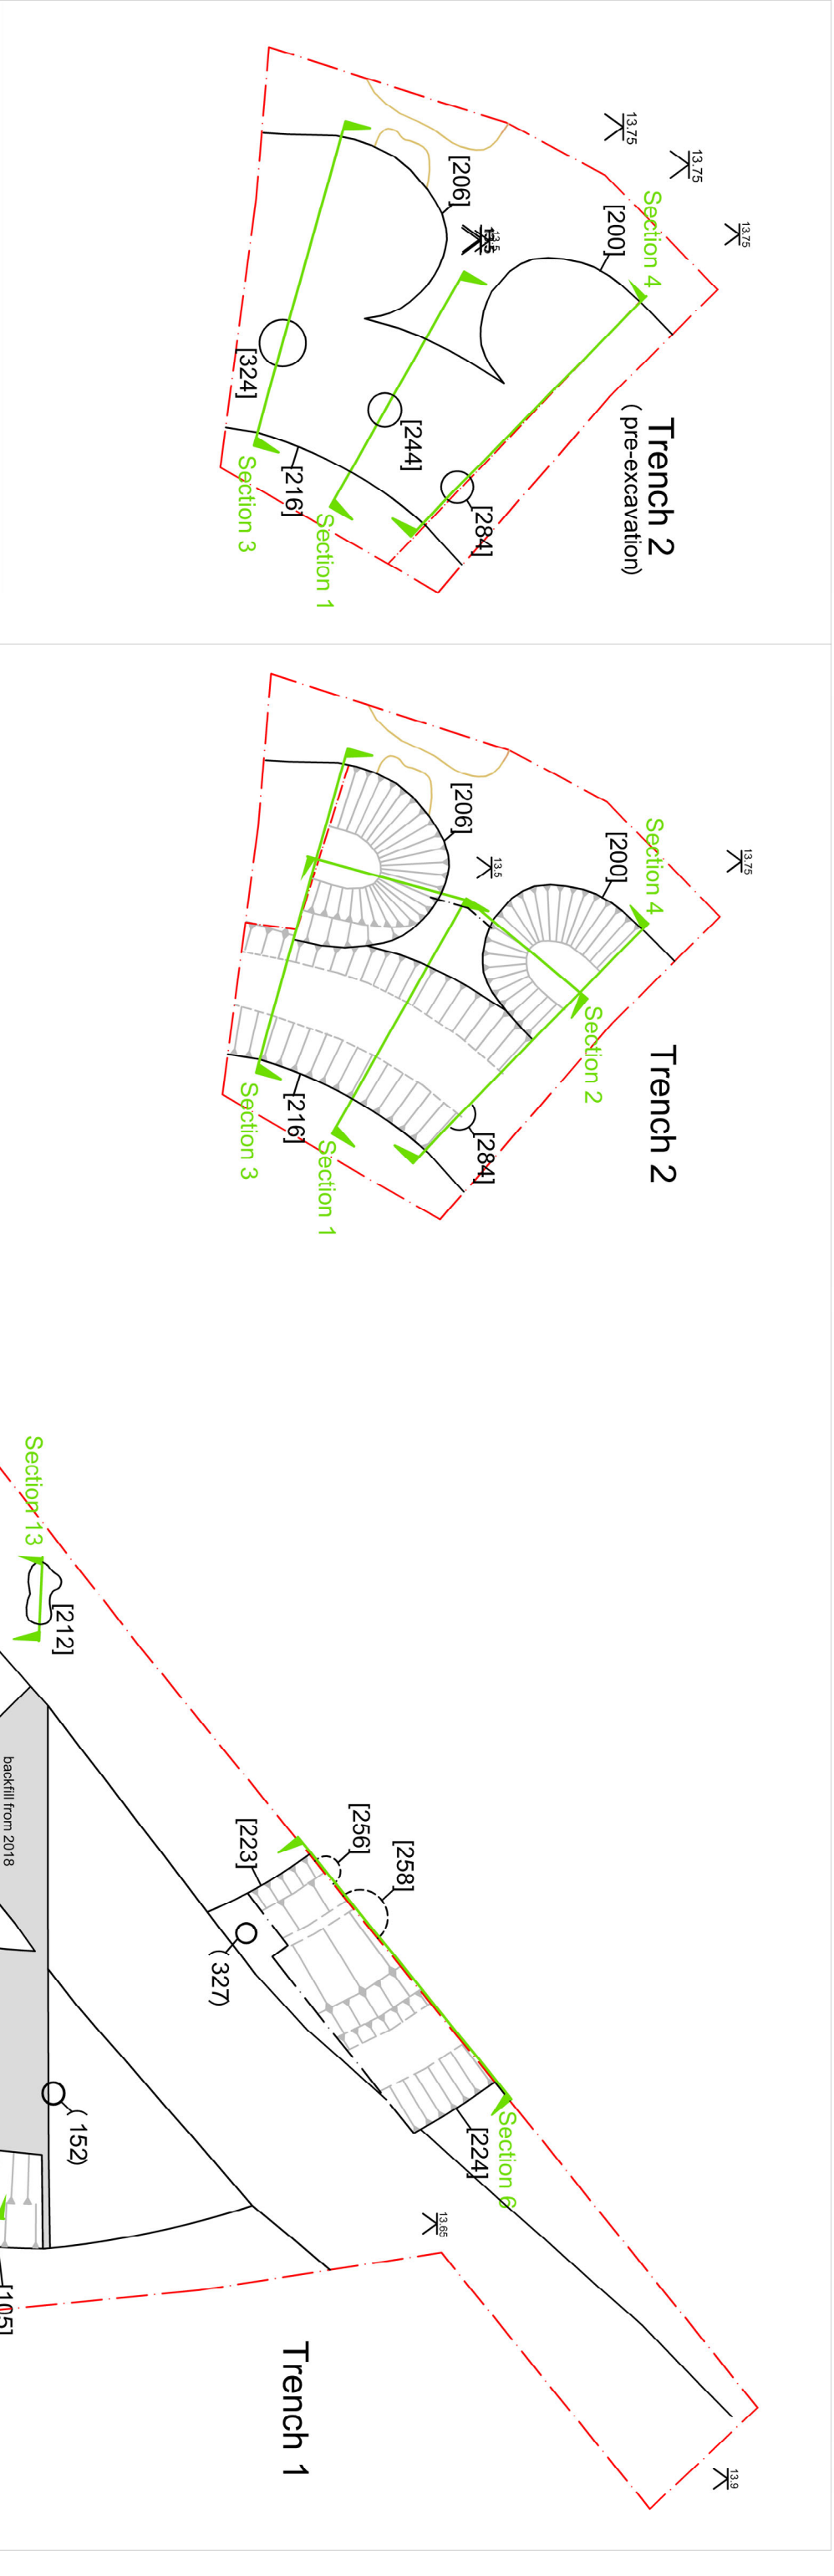 Trench 2
( pre-excavation)
13.75
13.75
13.75
Section 4
[200]
[206]
[284]
[244]
[324]
[216]
Section 1
Section 3
Trench 2
13.75
Section 4
[200]
[206]
13.5
Section 2
[284]
[216]
Section 1
Section 3
Trench 1
Section 13
[212]
backfill from 2018
[223]
[256]
[258]
( 327)
( 152)
[224]
Section 6
13.65
13.9
[105]